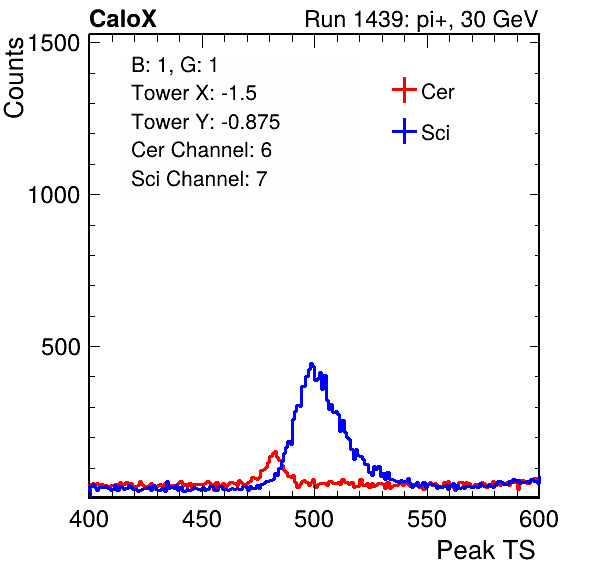 CaloX Run 1439: pi+, 30 GeV
Counts
1500
1000
500
B: 1, G: 1
Tower X: -1.5
Tower Y: -0.875
Cer Channel: 6
Sci Channel: 7
Cer
Sci
400 450 500 550 600
Peak TS